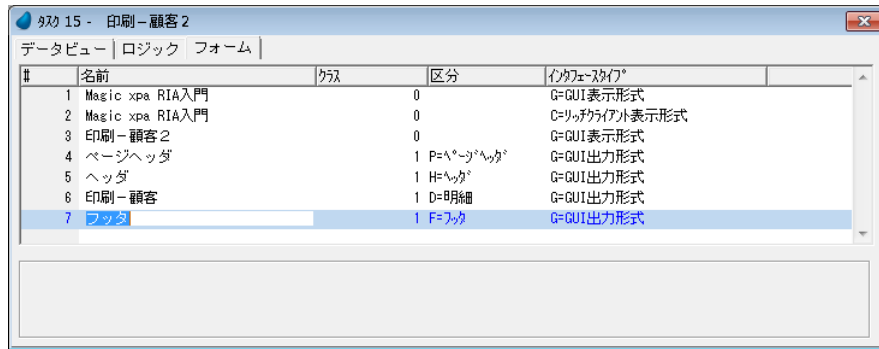 ﾀｽｸ 15 - 印刷－顧客２
データビュー ロジック フォーム
# 名前 ｸﾗｽ 区分 ｲﾝﾀﾌｪｰｽﾀｲﾌﾟ
1 Magic xpa RIA入門 0 G=GUI表示形式
2 Magic xpa RIA入門 0 C=ﾘｯﾁｸﾗｲｱﾝﾄ表示形式
3 印刷－顧客２ 0 G=GUI表示形式
4 ページヘッダ 1 P=ﾍﾟｰｼﾞﾍｯﾀﾞ G=GUI出力形式
5 ヘッダ 1 H=ﾍｯﾀﾞ G=GUI出力形式
6 印刷－顧客 1 D=明細 G=GUI出力形式
7 フッタ 1 F=ﾌｯﾀ G=GUI出力形式